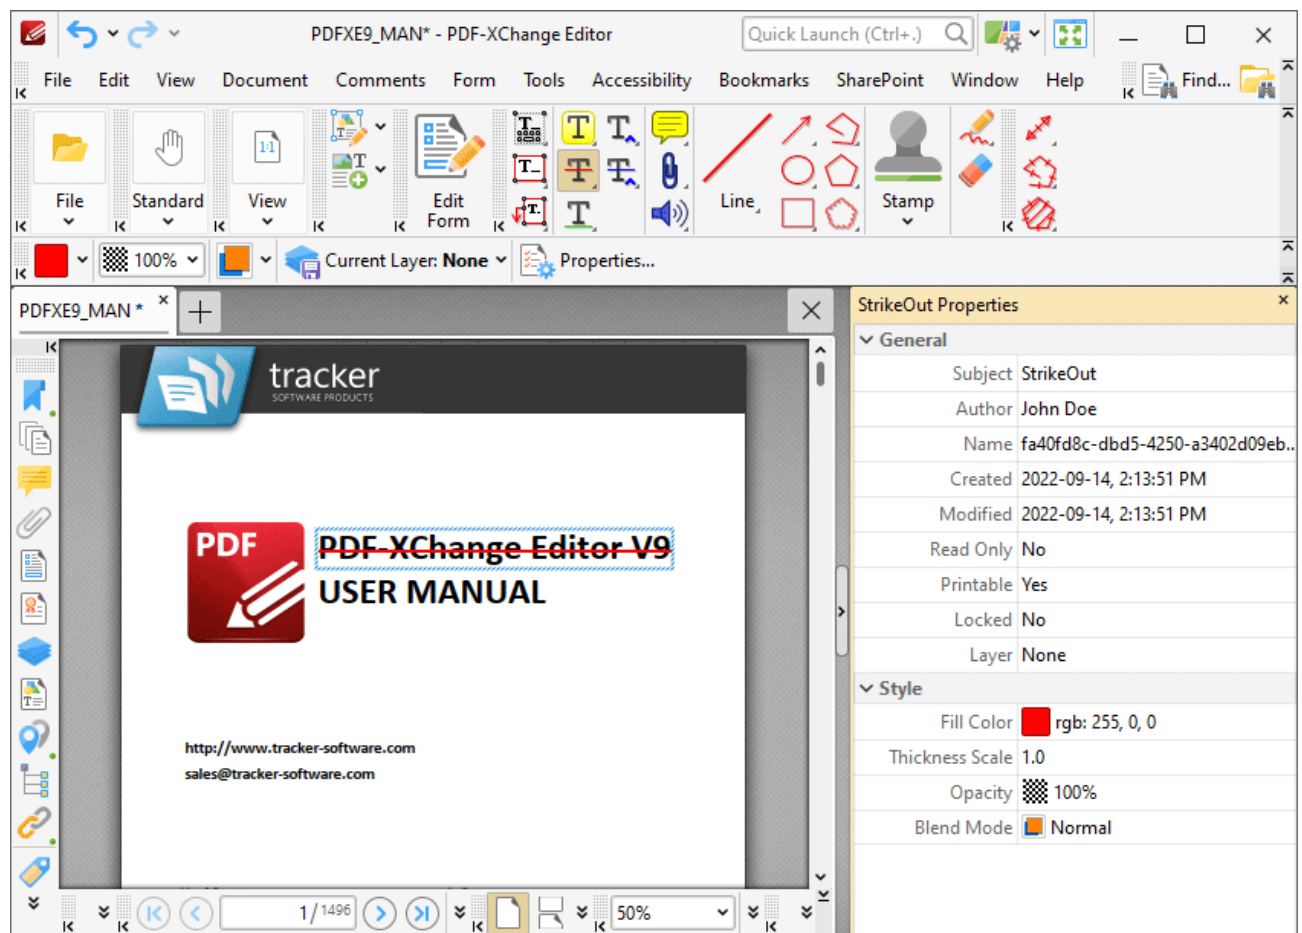 PDFXE9_MAN* - PDF-XChange Editor
Quick Launch (Ctrl+.)
File Edit View Document Comments Form Tools Accessibility Bookmarks SharePoint Window Help Find...
File
Standard
1:1
View
Edit
Form
Line
Stamp
100%
Current Layer: None
Properties...
PDFXE9_MAN *
StrikeOut Properties
tracker
SOFTWARE PRODUCTS
PDF
PDF-XChange Editor V9
USER MANUAL
http://www.tracker-software.com
sales@tracker-software.com
1/1496
50%
General
Subject StrikeOut
Author John Doe
Name fa40fd8c-dbd5-4250-a3402d09eb..
Created 2022-09-14, 2:13:51 PM
Modified 2022-09-14, 2:13:51 PM
Read Only No
Printable Yes
Locked No
Layer None
Style
Fill Color rgb: 255, 0, 0
Thickness Scale 1.0
Opacity 100%
Blend Mode Normal